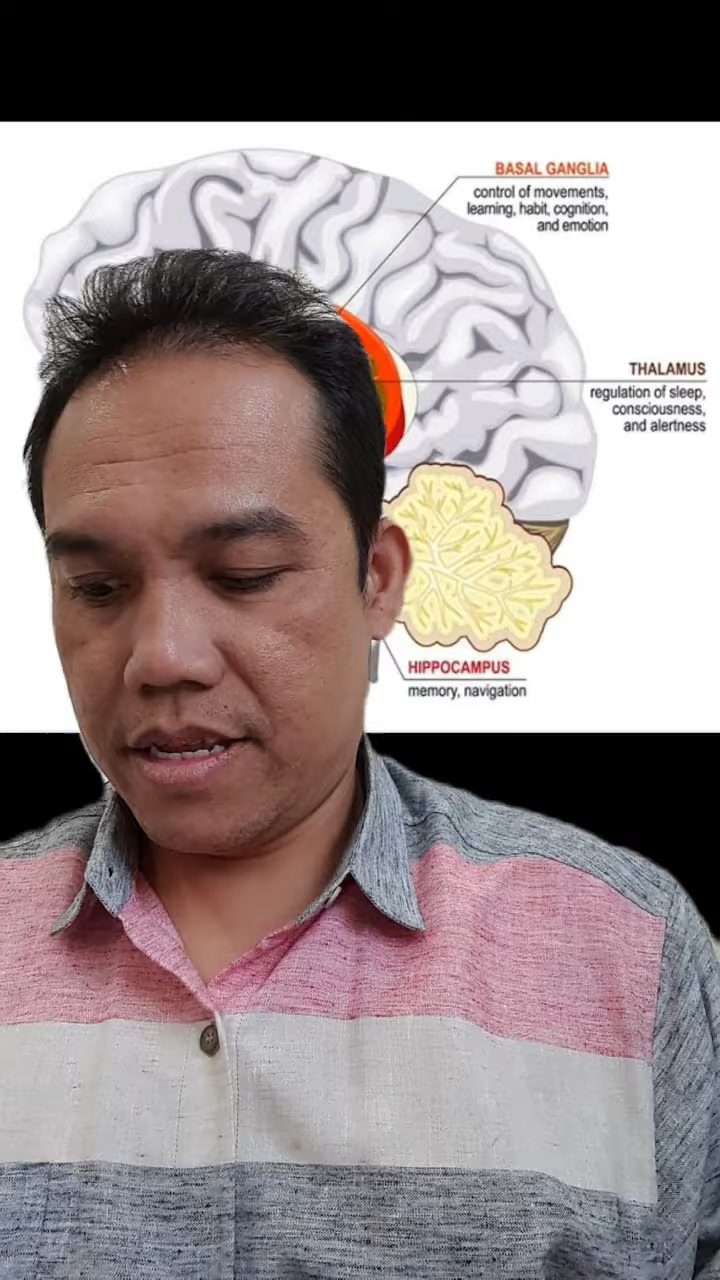 BASAL GANGLIA
control of movements,
learning, habit, cognition,
and emotion
THALAMUS
regulation of sleep,
consciousness,
and alertness
HIPPOCAMPUS
memory, navigation